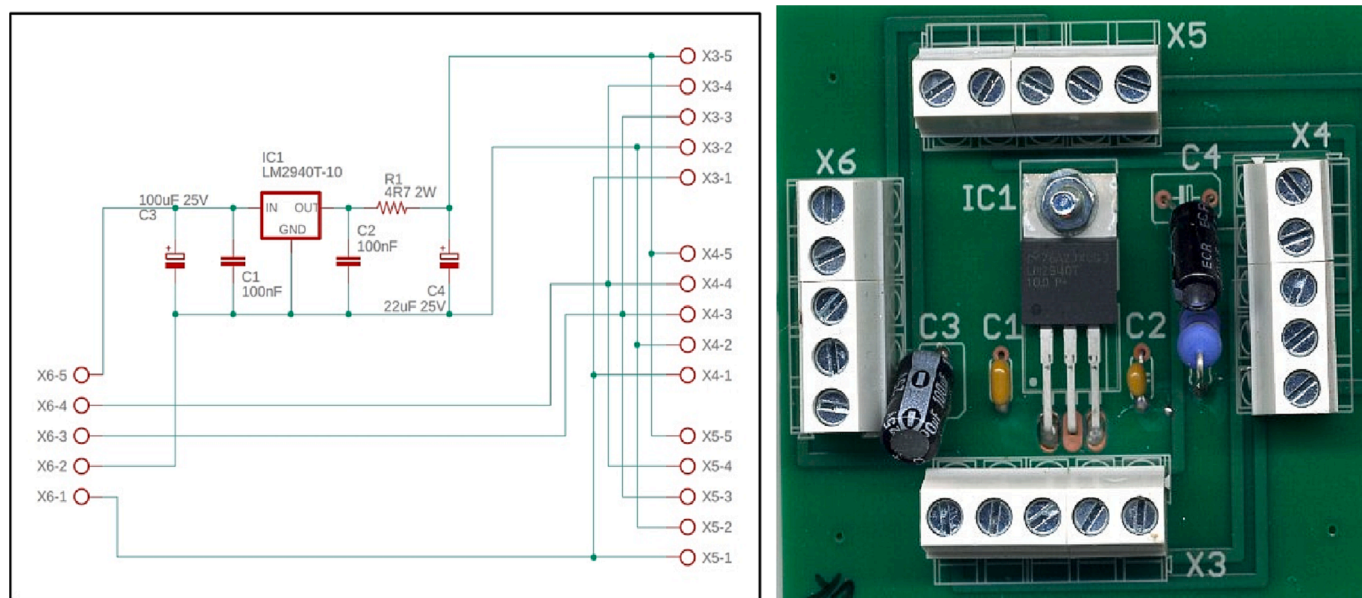 X3-5
X3-4
X3-3
X3-2
X3-1
IC1
LM2940T-10
R1
4R7 2W
100uF 25V
C3
IN OUT
GND
C2
100nF
C1
100nF
C4
22uF 25V
X4-5
X4-4
X4-3
X4-2
X4-1
X6-5
X6-4
X6-3
X6-2
X6-1
X5-5
X5-4
X5-3
X5-2
X5-1
X5
X6
X4
C4
IC1
LM2940T
ECR
ECR
C3
C1
C2
X3